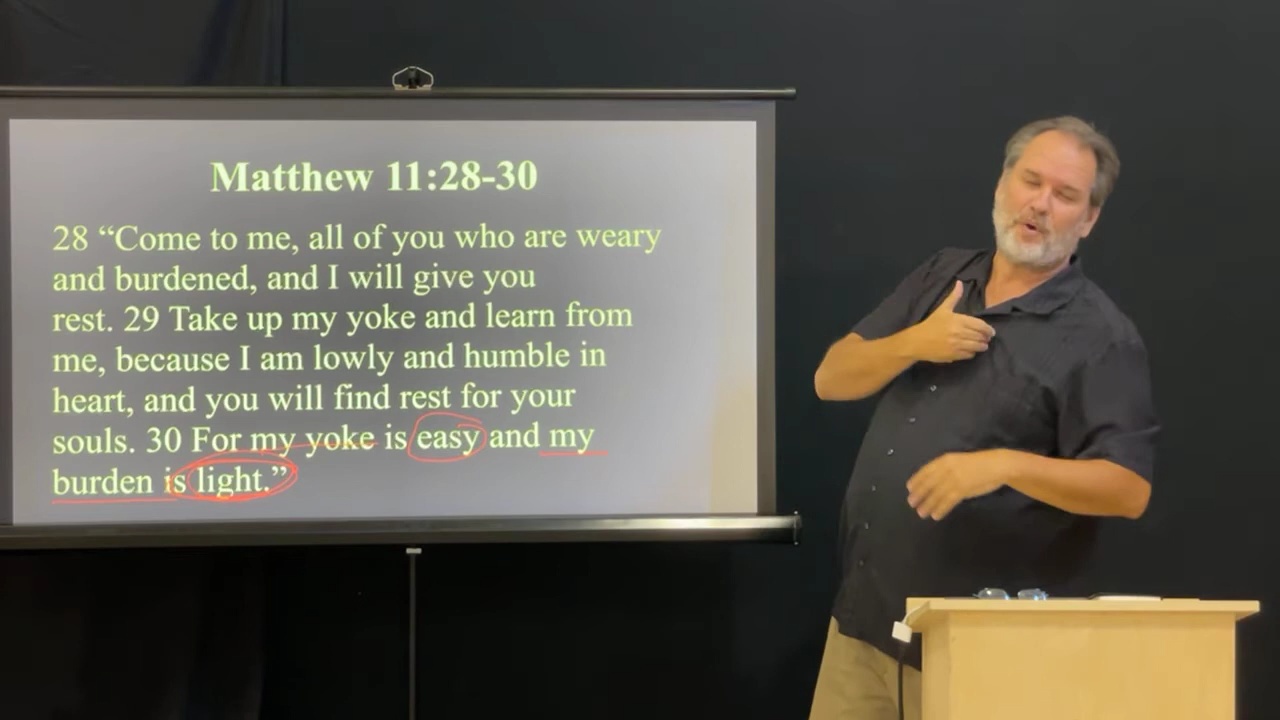 Matthew 11:28-30
28 “Come to me, all of you who are weary
and burdened, and I will give you
rest. 29 Take up my yoke and learn from
me, because I am lowly and humble in
heart, and you will find rest for your
souls. 30 For my yoke is easy and my
burden is light.”